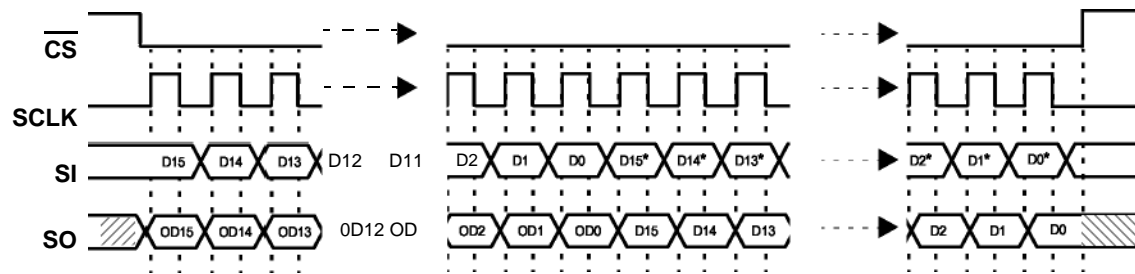 CS
SCLK
SI D15 D14 D13 D12 D11 D2 D1 D0 D15* D14* D13* D2* D1* D0*
SO OD15 OD14 OD13 0D12 OD OD2 OD1 OD0 D15 D14 D13 D2 D1 D0